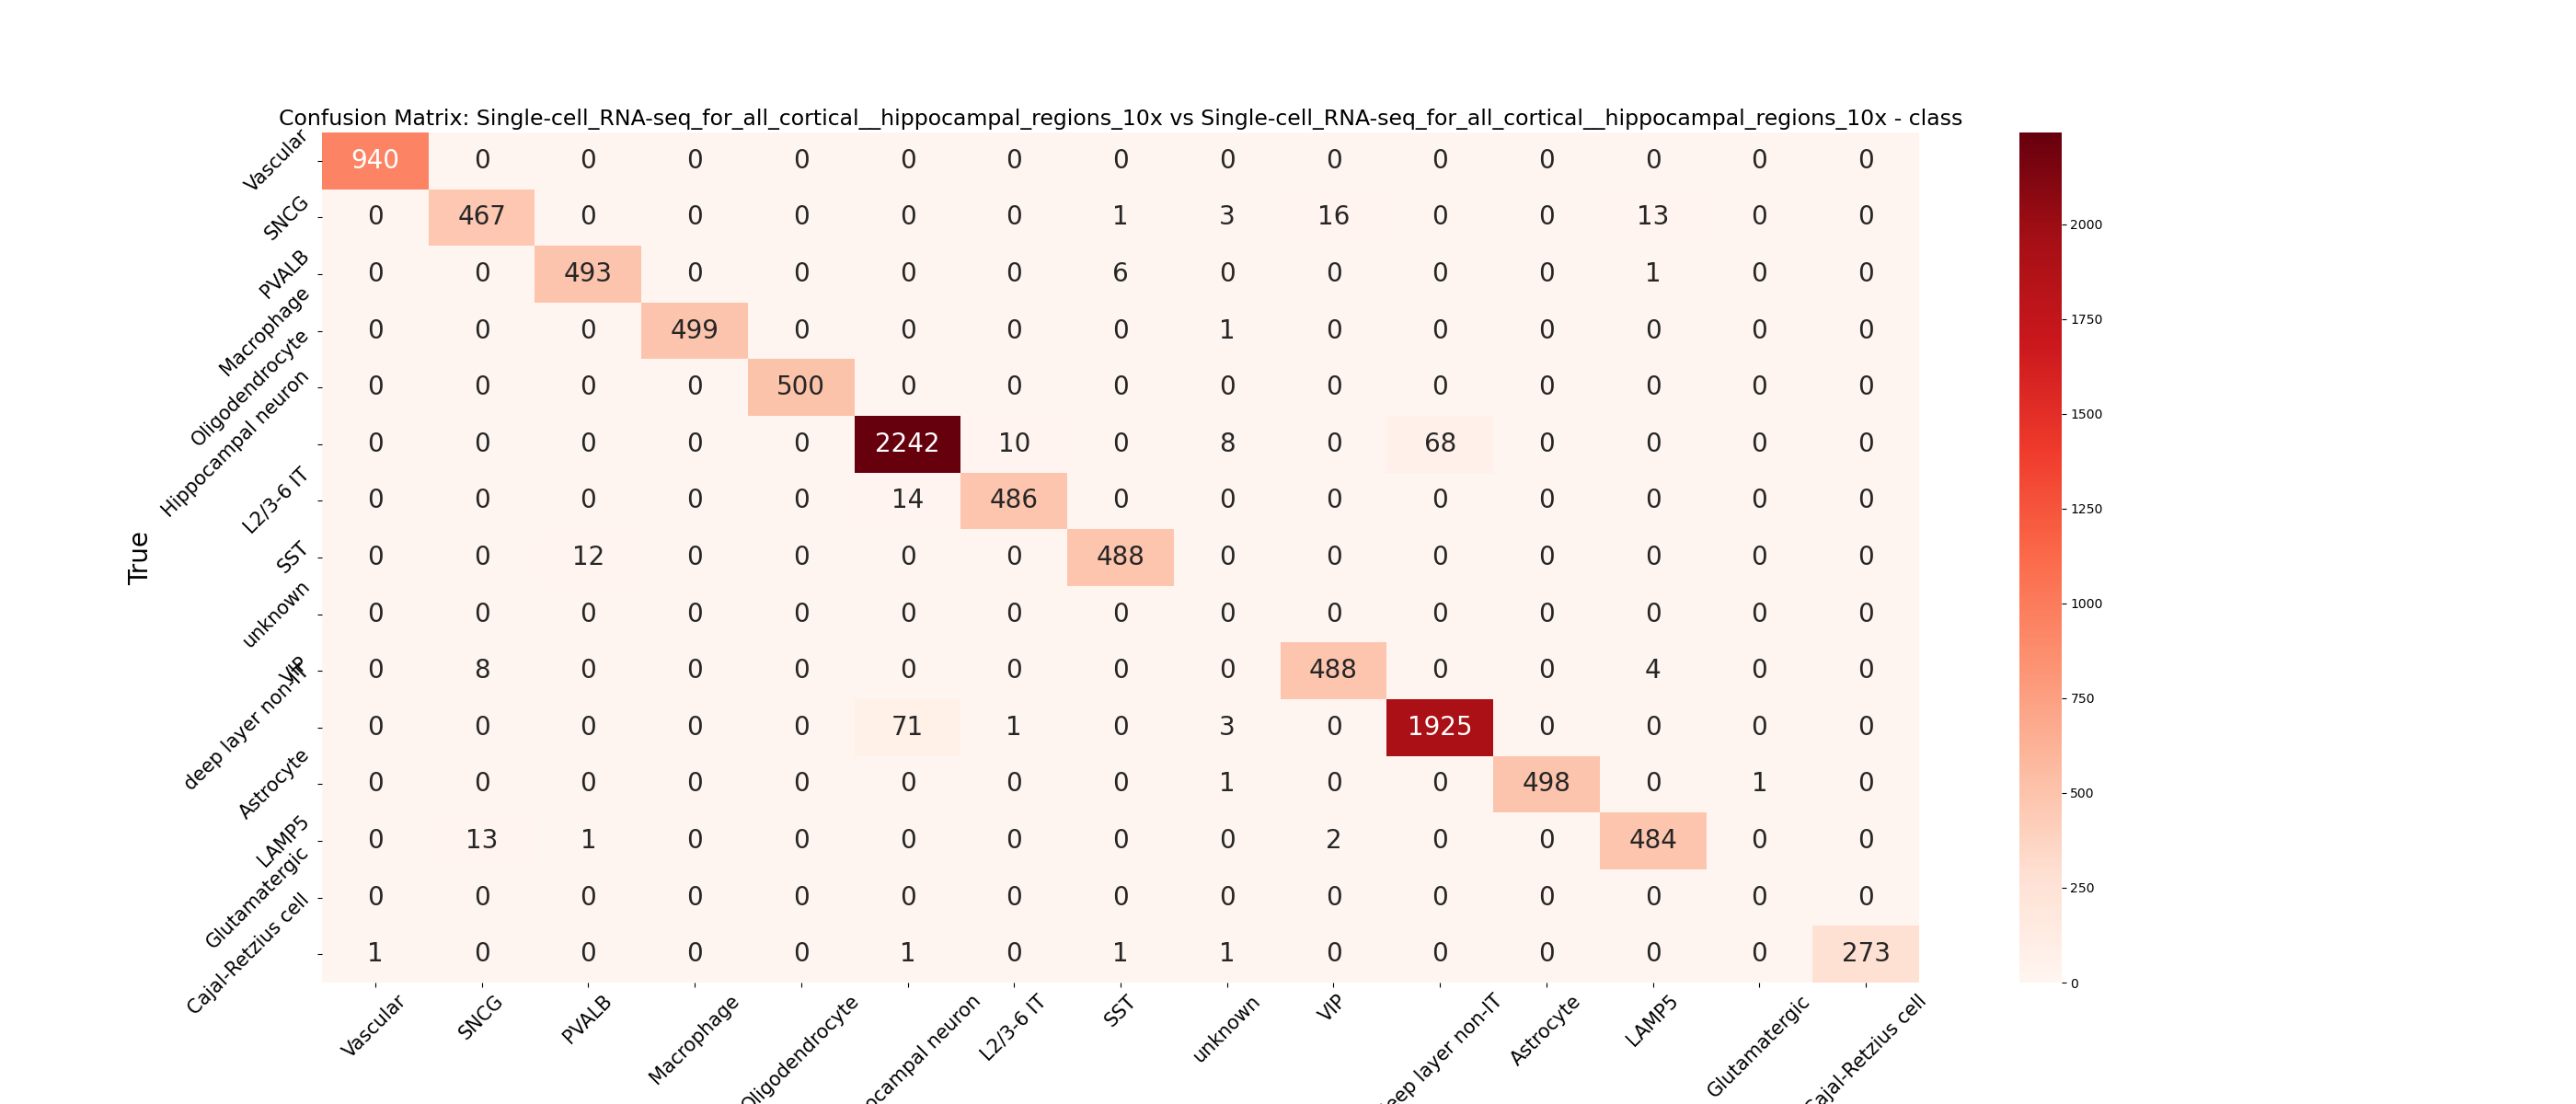 Confusion Matrix: Single-cell_RNA-seq_for_all_cortical__hippocampal_regions_10x vs Single-cell_RNA-seq_for_all_cortical__hippocampal_regions_10x - class
True
Vascular 940 0 0 0 0 0 0 0 0 0 0 0 0 0 0
SNCG 0 467 0 0 0 0 0 1 3 16 0 0 13 0 0
PVALB 0 0 493 0 0 0 0 6 0 0 0 0 1 0 0
Macrophage 0 0 0 499 0 0 0 0 1 0 0 0 0 0 0
Oligodendrocyte 0 0 0 0 500 0 0 0 0 0 0 0 0 0 0
Hippocampal neuron 0 0 0 0 0 2242 10 0 8 0 68 0 0 0 0
L2/3-6 IT 0 0 0 0 0 14 486 0 0 0 0 0 0 0 0
SST 0 0 12 0 0 0 0 488 0 0 0 0 0 0 0
unknown 0 0 0 0 0 0 0 0 0 0 0 0 0 0 0
VIP 0 8 0 0 0 0 0 0 0 488 0 0 4 0 0
deep layer non-IT 0 0 0 0 0 71 1 0 3 0 1925 0 0 0 0
Astrocyte 0 0 0 0 0 0 0 0 1 0 0 498 0 1 0
LAMP5 0 13 1 0 0 0 0 0 0 2 0 0 484 0 0
Glutamatergic 0 0 0 0 0 0 0 0 0 0 0 0 0 0 0
Cajal-Retzius cell 1 0 0 0 0 1 0 1 1 0 0 0 0 0 273
Vascular
SNCG
PVALB
Macrophage
Oligodendrocyte
ocampal neuron
L2/3-6 IT
SST
unknown
VIP
eep layer non-IT
Astrocyte
LAMP5
Glutamatergic
Cajal-Retzius cell
2000
1750
1500
1250
1000
750
500
250
0